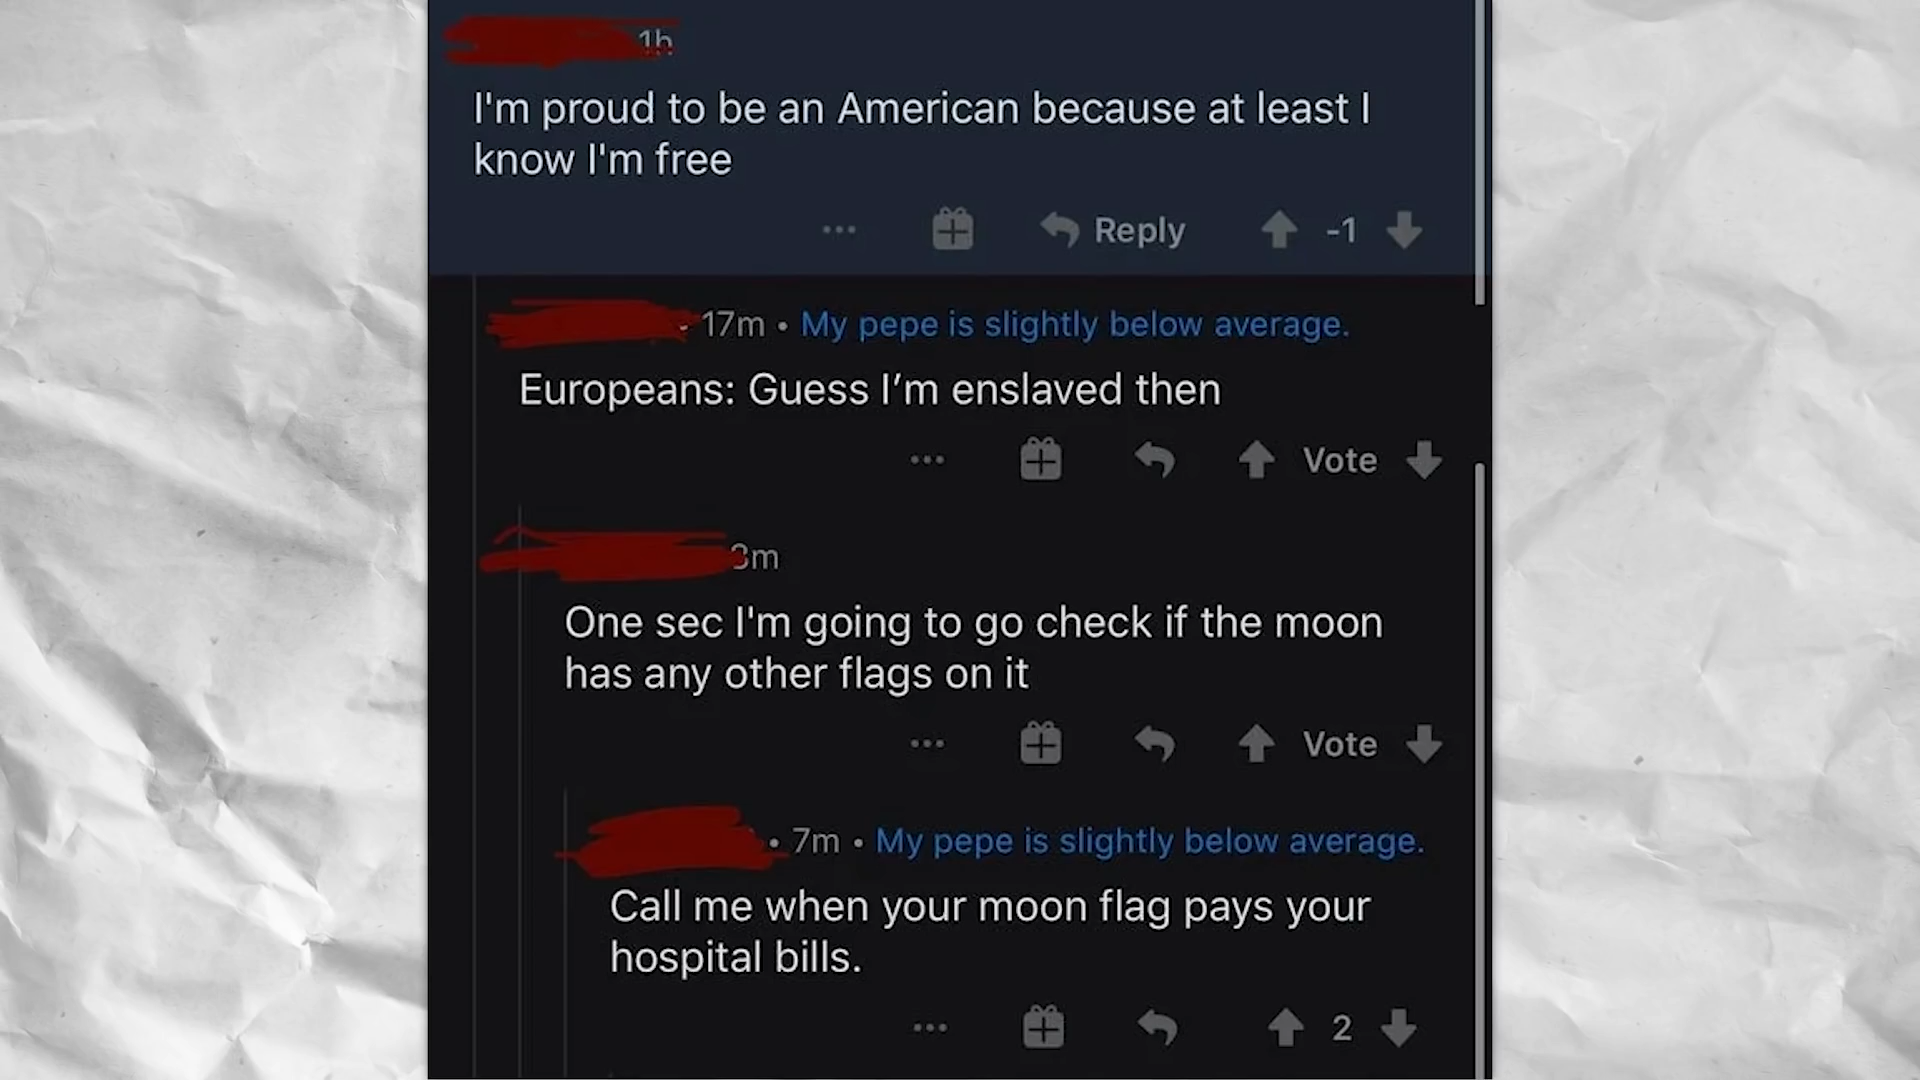 1h
I'm proud to be an American because at least I
know I'm free
Reply
-1
17m • My pepe is slightly below average.
Europeans: Guess I’m enslaved then
Vote
One sec I'm going to go check if the moon
has any other flags on it
Vote
• 7m • My pepe is slightly below average.
Call me when your moon flag pays your
hospital bills.
2